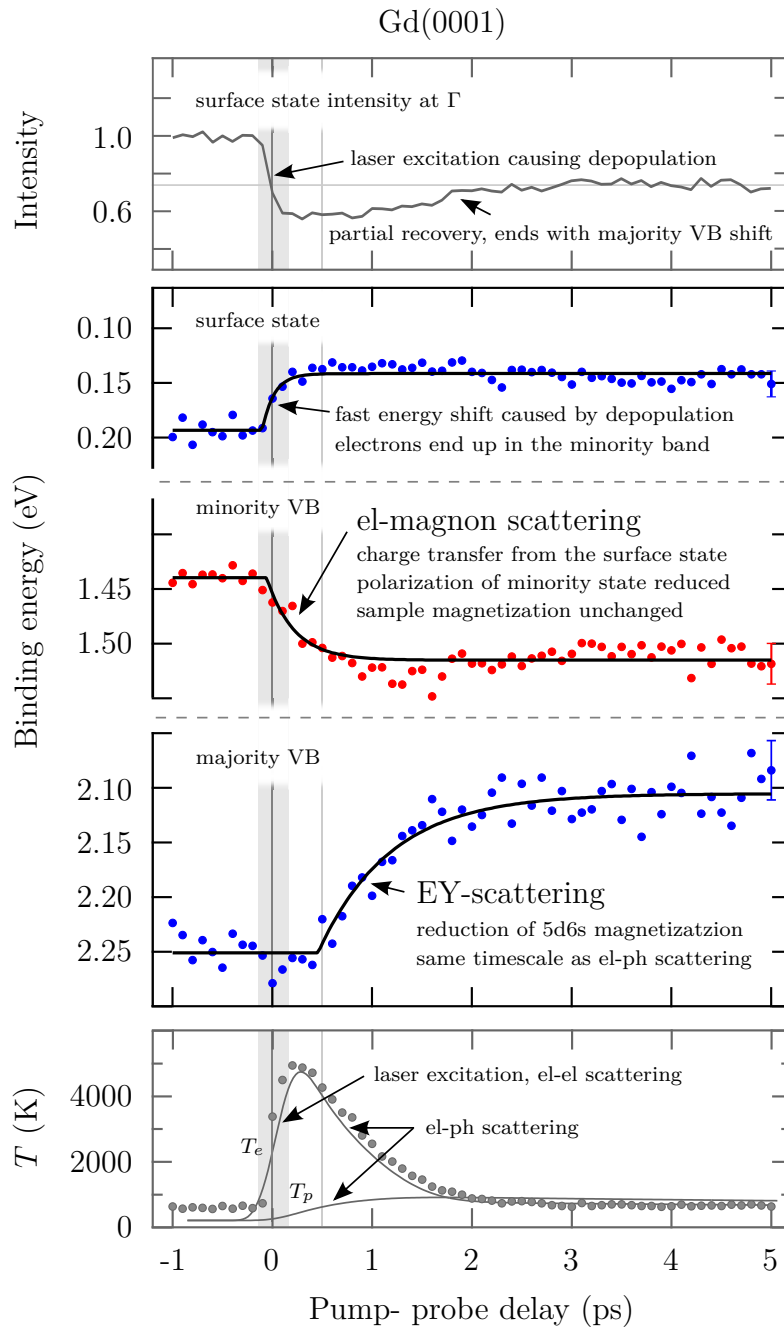 Gd(0001)
Intensity
1.0
0.6
surface state intensity at Γ
laser excitation causing depopulation
partial recovery, ends with majority VB shift
Binding energy (eV)
0.10
0.15
0.20
surface state
fast energy shift caused by depopulation
electrons end up in the minority band
1.45
1.50
minority VB
el-magnon scattering
charge transfer from the surface state
polarization of minority state reduced
sample magnetization unchanged
2.10
2.15
2.20
2.25
majority VB
EY-scattering
reduction of 5d6s magnetizatzion
same timescale as el-ph scattering
T (K)
4000
2000
0
laser excitation, el-el scattering
el-ph scattering
Te
Tp
-1 0 1 2 3 4 5
Pump- probe delay (ps)